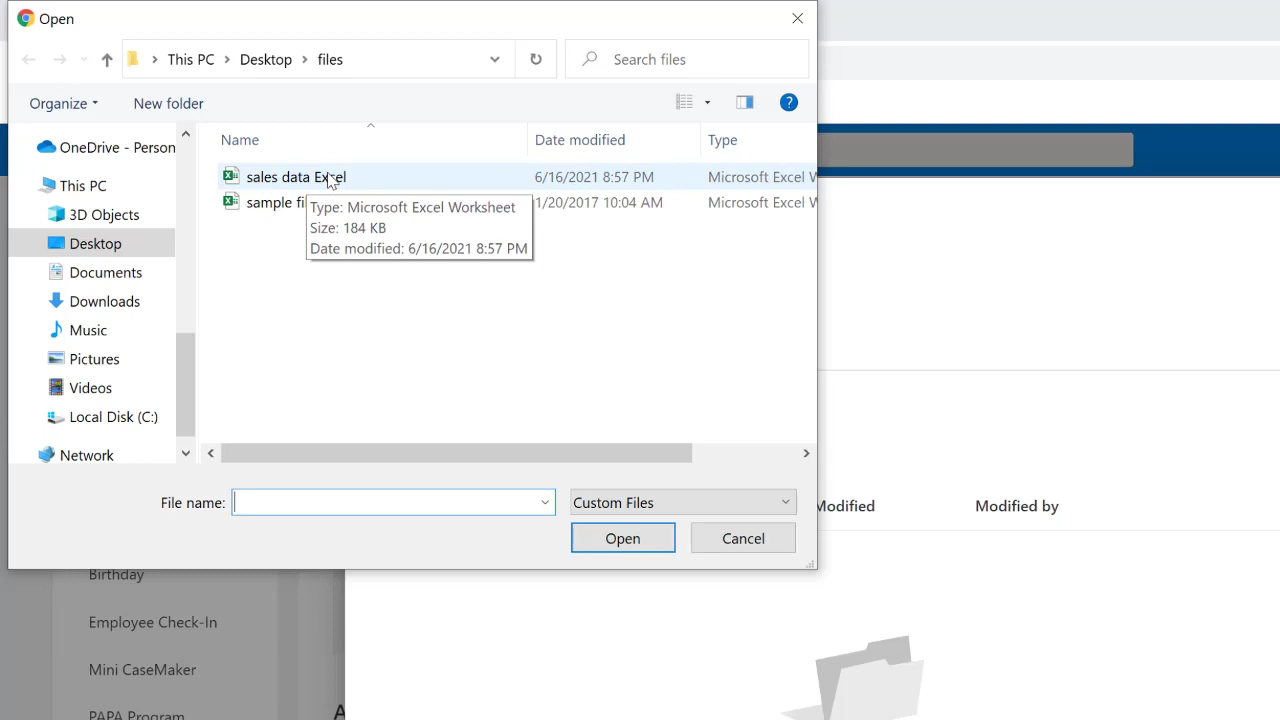 Open
This PC > Desktop > files
Search files
Organize
New folder
?
Name
Date modified
Type
OneDrive - Person
This PC
3D Objects
Desktop
Documents
Downloads
Music
Pictures
Videos
Local Disk (C:)
Network
sales data Excel
6/16/2021 8:57 PM
Microsoft Excel W
sample fi
1/20/2017 10:04 AM
Microsoft Excel W
Type: Microsoft Excel Worksheet
Size: 184 KB
Date modified: 6/16/2021 8:57 PM
File name:
Custom Files
Open
Cancel
Modified
Modified by
Birthday
Employee Check-In
Mini CaseMaker
PAPA Program
A